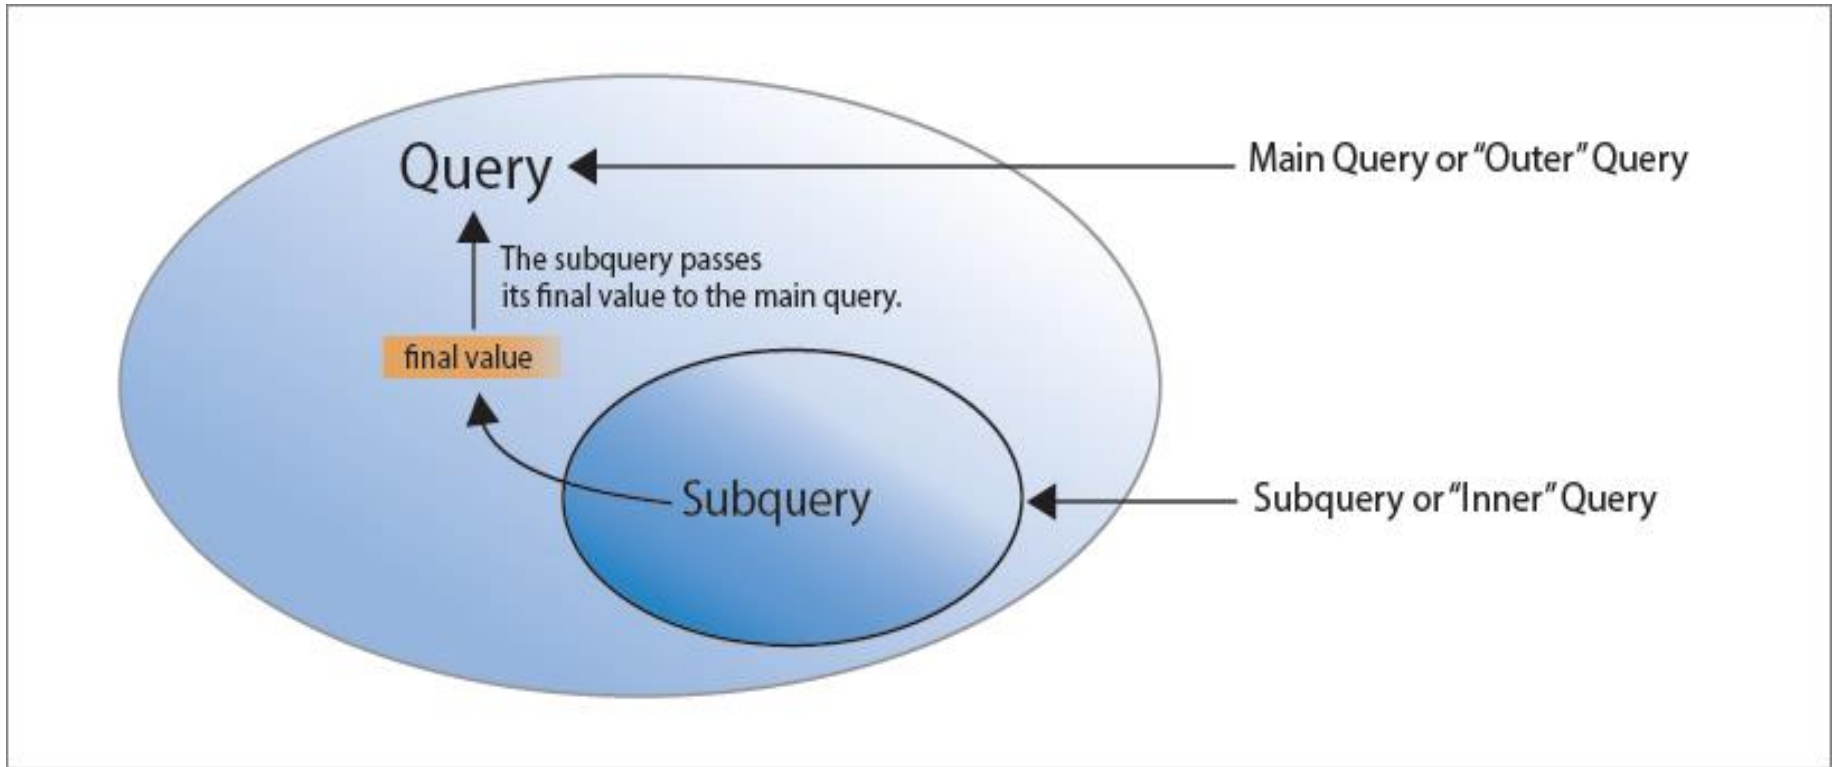 Query
Main Query or “Outer” Query
The subquery passes
its final value to the main query.
final value
Subquery
Subquery or “Inner” Query